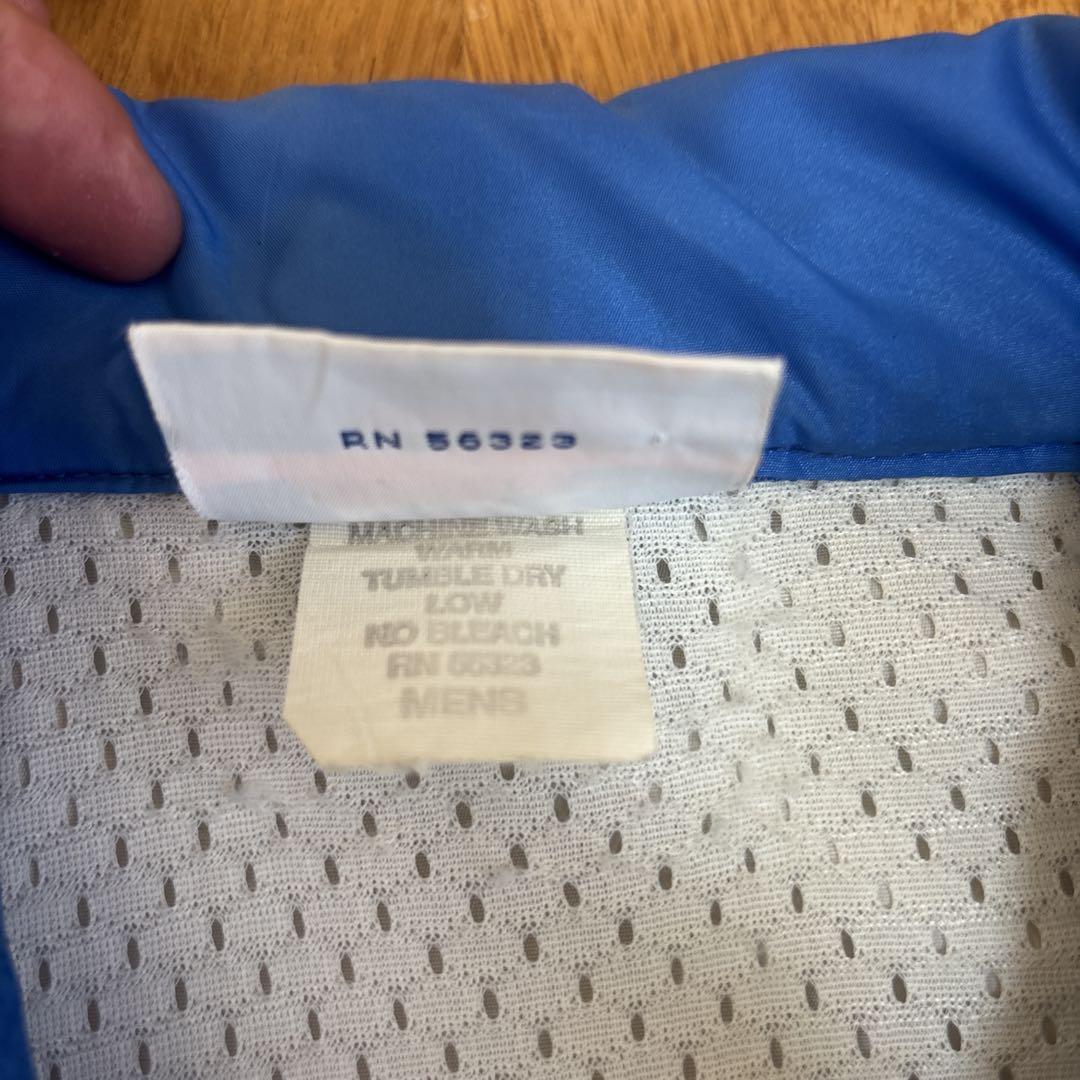 RN 56323
MACHINE WASH
WARM
TUMBLE DRY
LOW
NO BLEACH
RN 56323
MENS